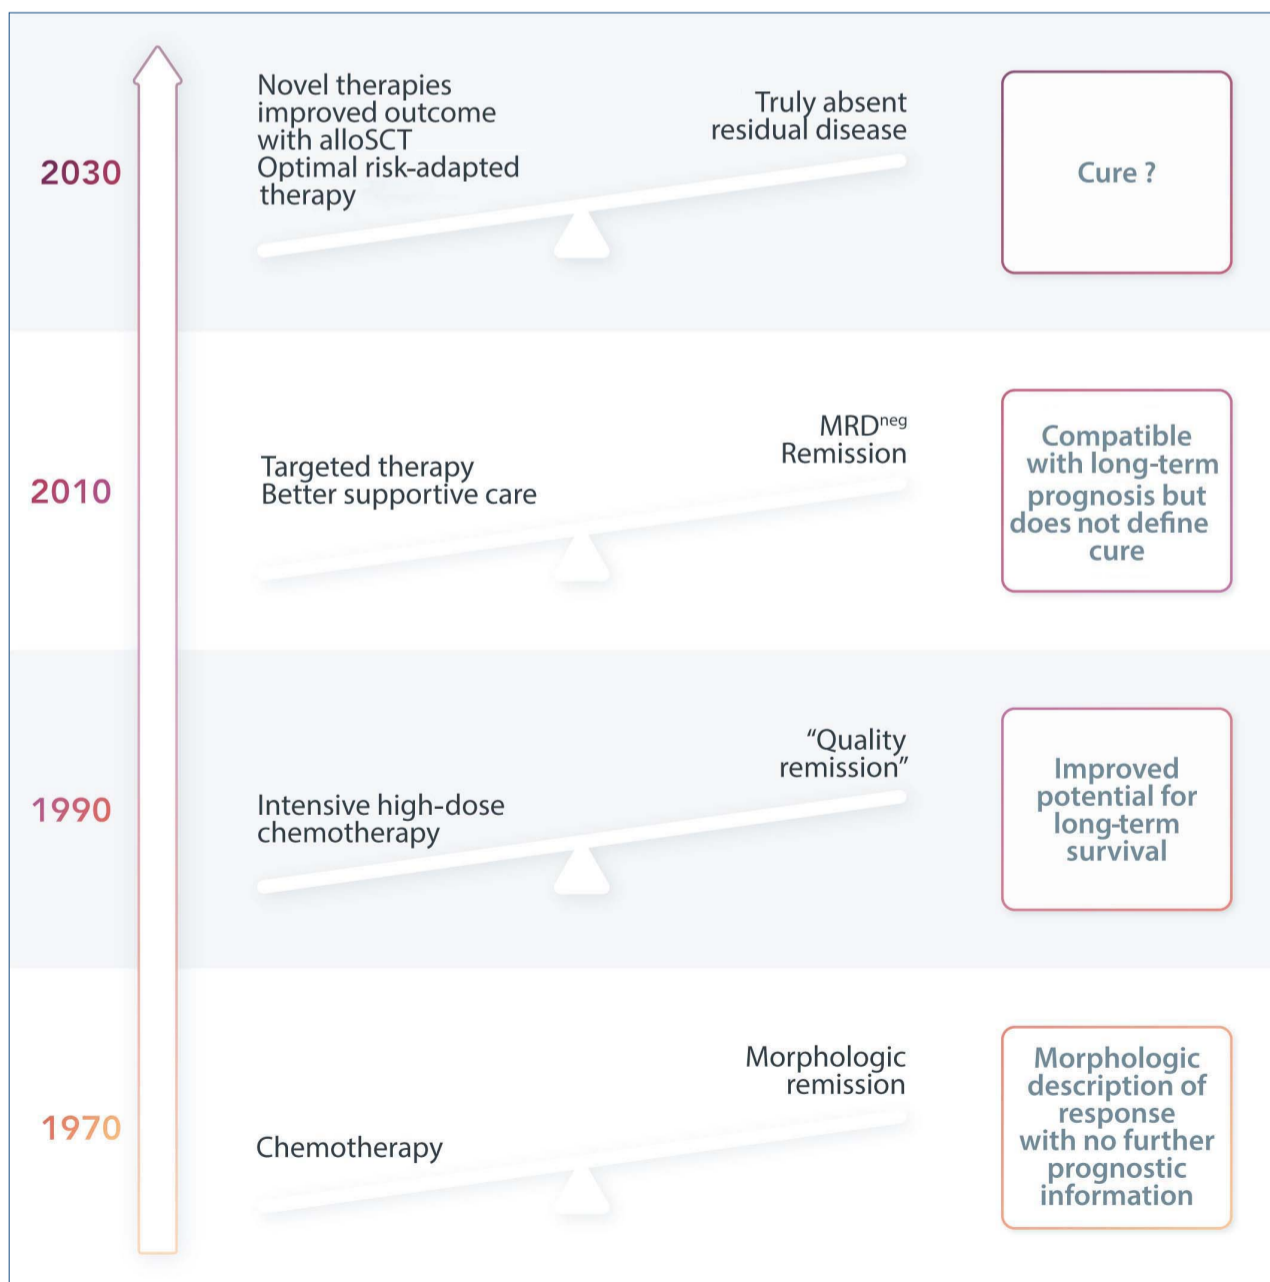 2030
Novel therapies
improved outcome
with alloSCT
Optimal risk-adapted
therapy
Truly absent
residual disease
Cure ?
2010
Targeted therapy
Better supportive care
MRDneg
Remission
Compatible
with long-term
prognosis but
does not define
cure
1990
Intensive high-dose
chemotherapy
“Quality
remission”
Improved
potential for
long-term
survival
1970
Chemotherapy
Morphologic
remission
Morphologic
description of
response
with no further
prognostic
information